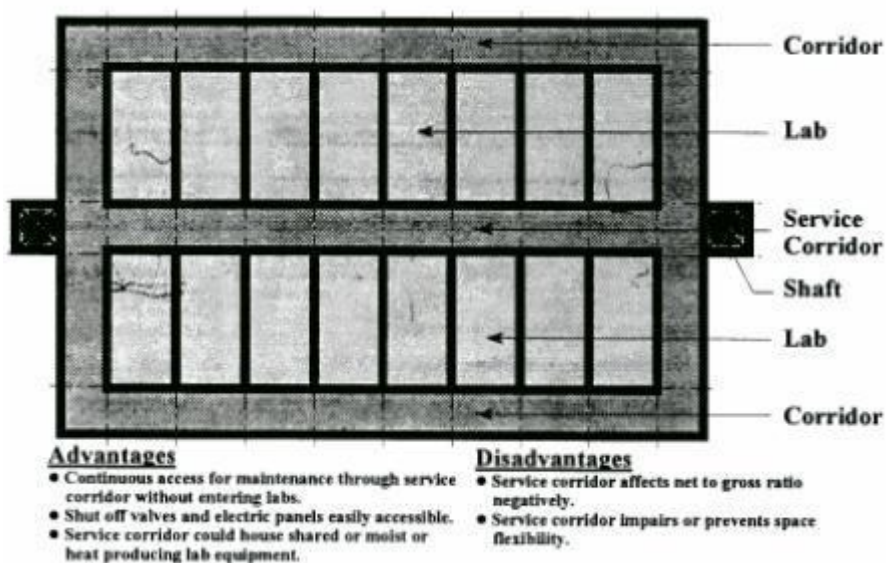 Corridor
Lab
Service
Corridor
Shaft
Lab
Corridor
Advantages
● Continuous access for maintenance through service
corridor without entering labs.
● Shut off valves and electric panels easily accessible.
● Service corridor could house shared or moist or
heat producing lab equipment.
Disadvantages
● Service corridor affects net to gross ratio
negatively.
● Service corridor impairs or prevents space
flexibility.